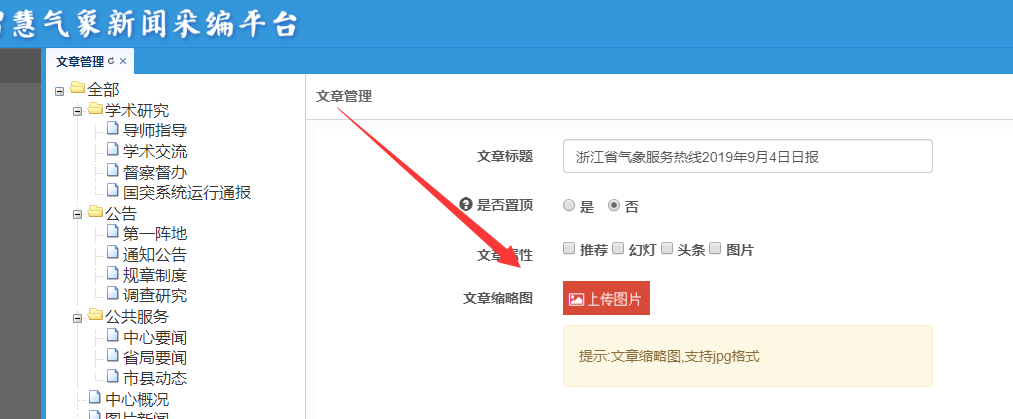 慧气象新闻采编平台
文章管理
全部
学术研究
导师指导
学术交流
督察督办
国突系统运行通报
公告
第一阵地
通知公告
规章制度
调查研究
公共服务
中心要闻
省局要闻
市县动态
中心概况
图片新闻
文章管理
文章标题 浙江省气象服务热线2019年9月4日日报
是否置顶 是 否
文章属性 推荐 幻灯 头条 图片
文章缩略图 上传图片
提示:文章缩略图,支持jpg格式